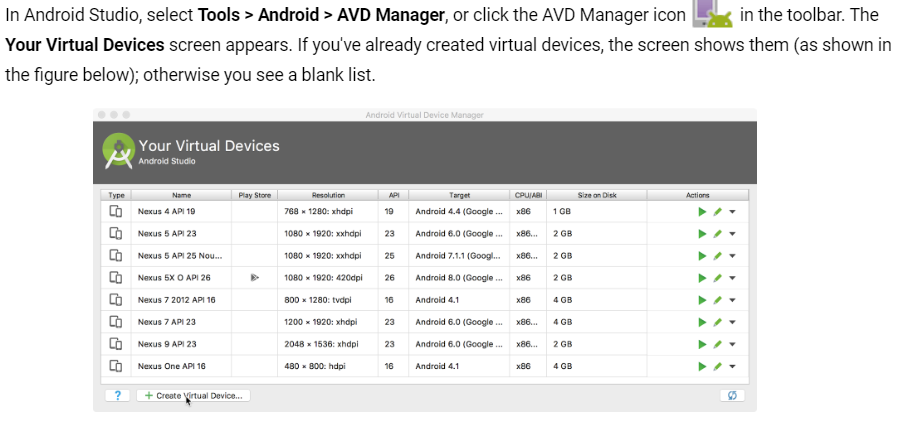 In Android Studio, select Tools > Android > AVD Manager, or click the AVD Manager icon in the toolbar. The
Your Virtual Devices screen appears. If you've already created virtual devices, the screen shows them (as shown in
the figure below); otherwise you see a blank list.
Android Virtual Device Manager
Your Virtual Devices
Android Studio
Type Name Play Store Resolution API Target CPU/ABI Size on Disk Actions
Nexus 4 API 19 768 × 1280: xhdpi 19 Android 4.4 (Google ... x86 1 GB
Nexus 5 API 23 1080 × 1920: xxhdpi 23 Android 6.0 (Google ... x86... 2 GB
Nexus 5 API 25 Nou... 1080 × 1920: xxhdpi 25 Android 7.1.1 (Googl... x86... 2 GB
Nexus 5X O API 26 1080 × 1920: 420dpi 26 Android 8.0 (Google ... x86 2 GB
Nexus 7 2012 API 16 800 × 1280: tvdpi 16 Android 4.1 x86 4 GB
Nexus 7 API 23 1200 × 1920: xhdpi 23 Android 6.0 (Google ... x86... 4 GB
Nexus 9 API 23 2048 × 1536: xhdpi 23 Android 6.0 (Google ... x86... 2 GB
Nexus One API 16 480 × 800: hdpi 16 Android 4.1 x86 4 GB
? + Create Virtual Device...